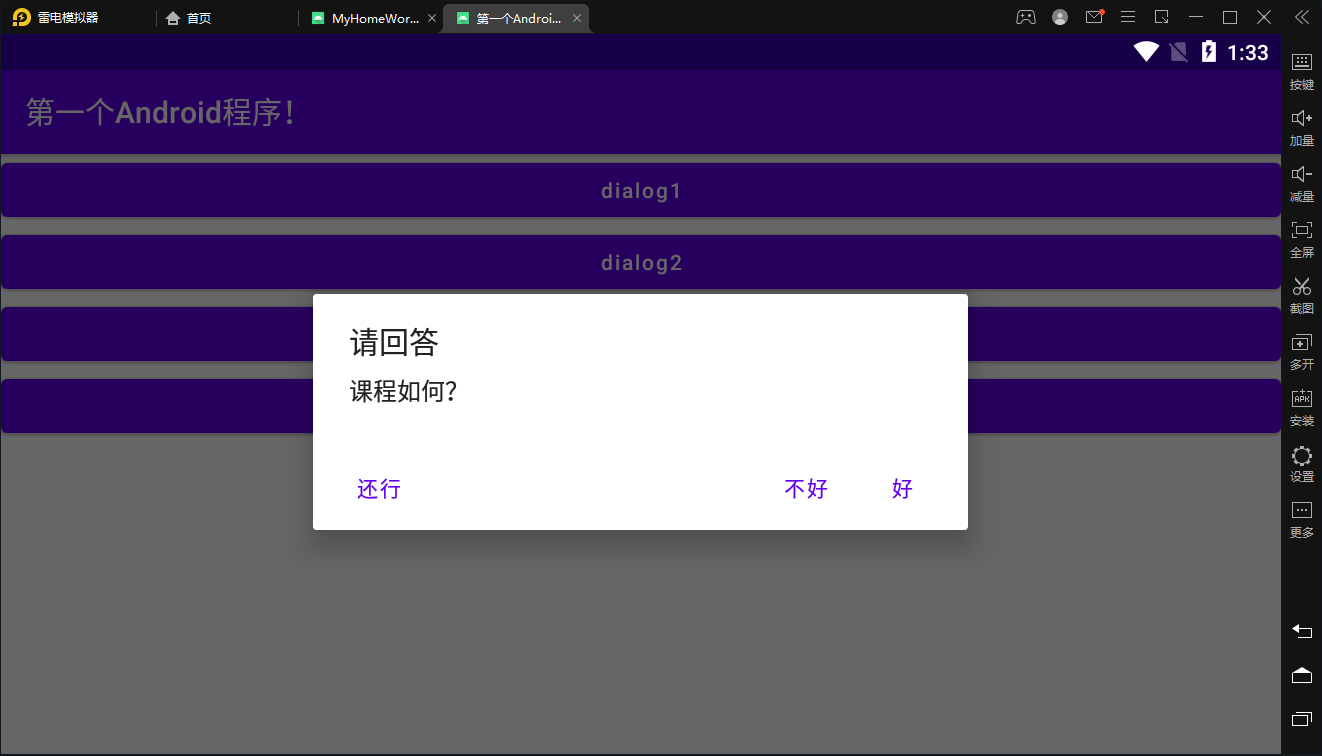 雷电模拟器
首页
MyHomeWor...
第一个Androi...
1:33
第一个Android程序！
dialog1
dialog2
请回答
课程如何？
还行
不好
好
按键
加量
减量
全屏
截图
多开
APK
安装
设置
更多